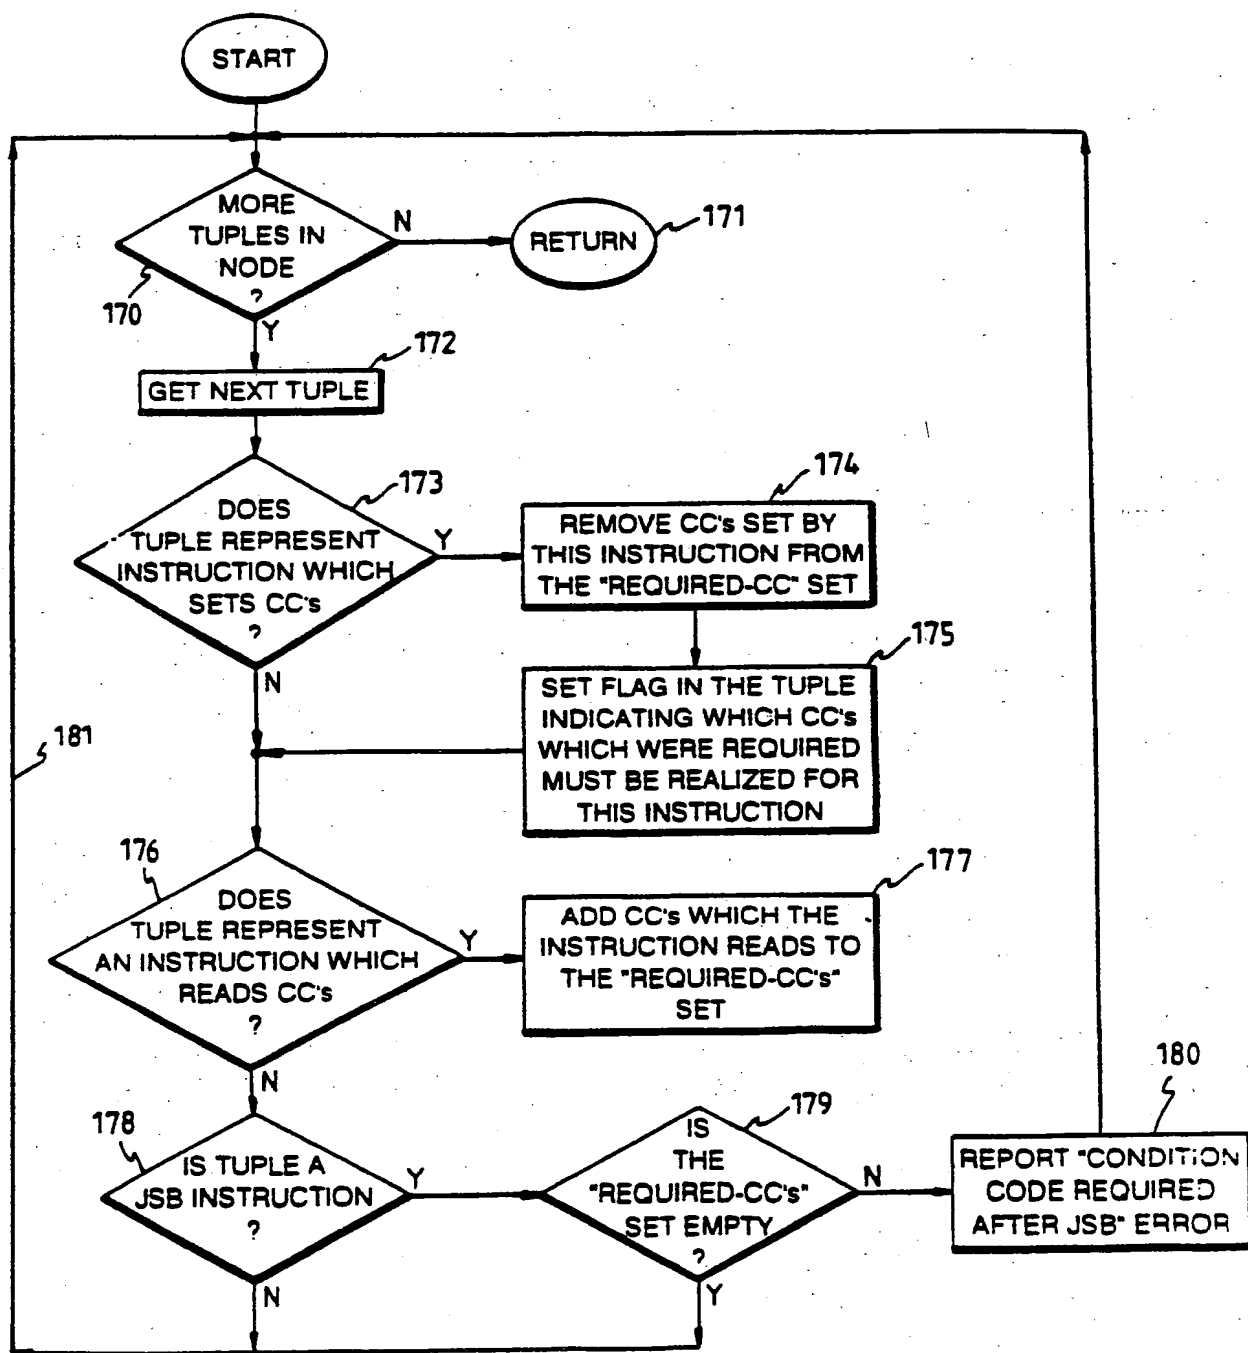 START
MORE
TUPLES IN
NODE
?
170
N
RETURN
171
Y
172
GET NEXT TUPLE
173
DOES
TUPLE REPRESENT
INSTRUCTION WHICH
SETS CC's
?
Y
174
REMOVE CC's SET BY
THIS INSTRUCTION FROM
THE "REQUIRED-CC" SET
N
175
SET FLAG IN THE TUPLE
INDICATING WHICH CC's
WHICH WERE REQUIRED
MUST BE REALIZED FOR
THIS INSTRUCTION
181
176
DOES
TUPLE REPRESENT
AN INSTRUCTION WHICH
READS CC's
?
Y
177
ADD CC's WHICH THE
INSTRUCTION READS TO
THE "REQUIRED-CC's"
SET
N
178
IS TUPLE A
JSB INSTRUCTION
?
Y
179
IS
THE
"REQUIRED-CC's"
SET EMPTY
?
N
180
REPORT "CONDITION
CODE REQUIRED
AFTER JSB" ERROR
N
Y